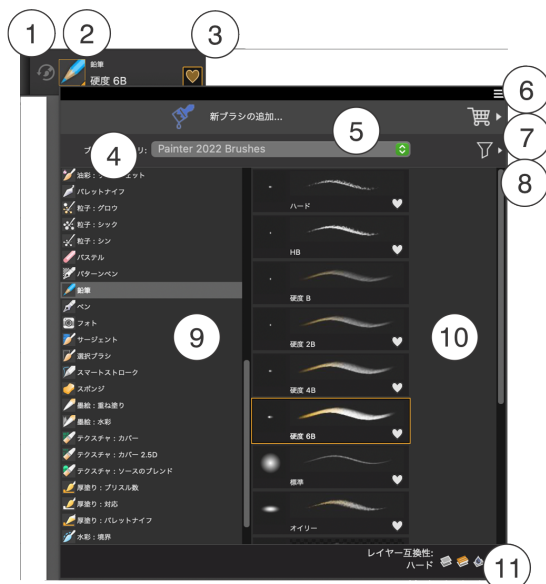 1
2
3
鉛筆
硬度 6B
6
新ブラシの追加...
5
7
4
リ:
Painter 2022 Brushes
8
油彩:
パレットナイフ
粒子:グロウ
粒子:シック
粒子:シン
パステル
パターンペン
鉛筆
ペン
フォト
サージェント
選択ブラシ
スマートストローク
スポンジ
墨絵:重ね塗り
墨絵:水彩
テクスチャ:カバー
テクスチャ:カバー 2.5D
テクスチャ:ソースのブレンド
厚塗り:ブリスル数
厚塗り:対応
厚塗り:パレットナイフ
水彩:境界
9
ハード
HB
硬度 B
硬度 2B
硬度 4B
硬度 6B
標準
オイリー
10
レイヤー互換性:
ハード
11